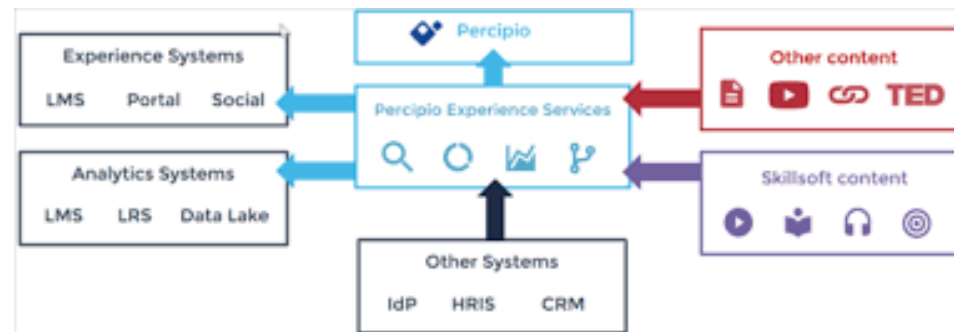 Percipio
Experience Systems
LMS Portal Social
Other content
TED
Percipio Experience Services
Analytics Systems
LMS LRS Data Lake
Skillsoft content
Other Systems
IdP HRIS CRM